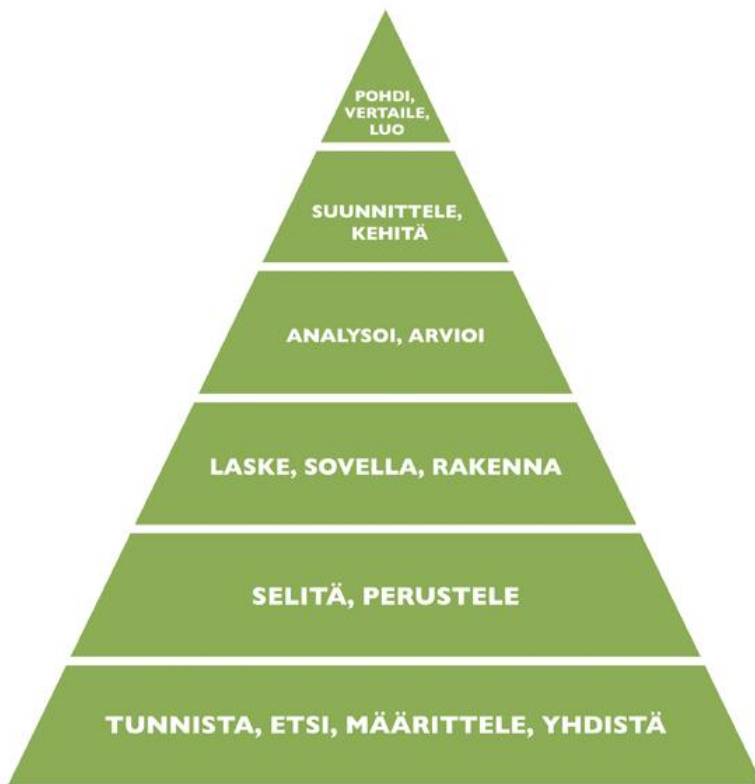 POHDI,
VERTAILE,
LUO
SUUNNITTELE,
KEHITÄ
ANALYSOI, ARVIOI
LASKE, SOVELLA, RAKENNA
SELITÄ, PERUSTELE
TUNNISTA, ETSI, MÄÄRITTELE, YHDISTÄ